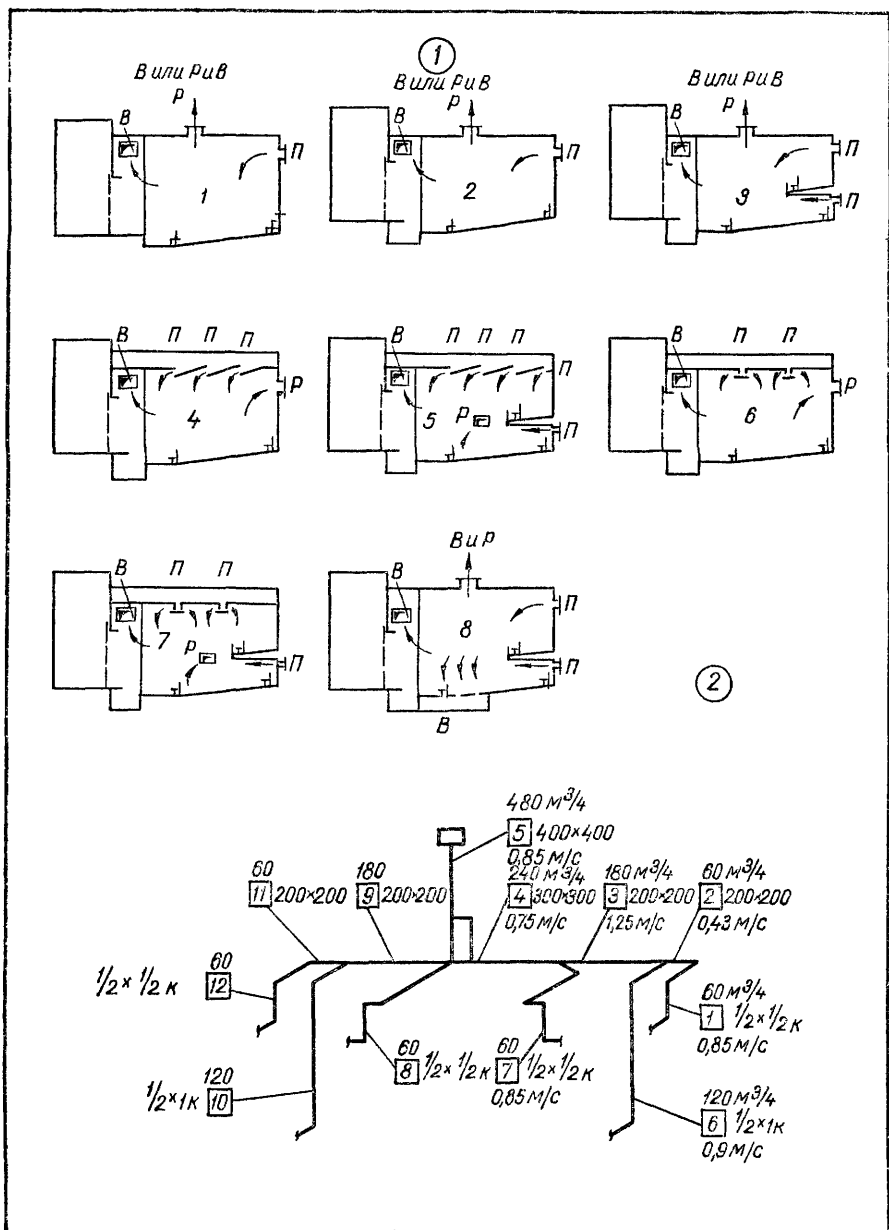 1
В или Р и В
В или Р и В
В или Р и В
Р
Р
Р
В
П
1
В
П
2
В
П
3
П
В
П
П
П
Р
4
В
П
П
П
П
Р
5
П
В
П
П
Р
6
В
П
П
7
Р
П
В и Р
В
П
8
П
В
2
480 м³/ч
5 400×400
0,85 м/с
60
11 200×200
180
9 200×200
240 м³/ч
4 300×300
0,75 м/с
180 м³/ч
3 200×200
1,25 м/с
60 м³/ч
2 200×200
0,43 м/с
1/2 × 1/2 к
60
12
60 м³/ч
1 1/2 × 1/2 к
0,85 м/с
60
8 1/2 × 1/2 к
60
7 1/2 × 1/2 к
0,85 м/с
1/2 × 1 к
120
10
120 м³/ч
6 1/2 × 1 к
0,9 м/с